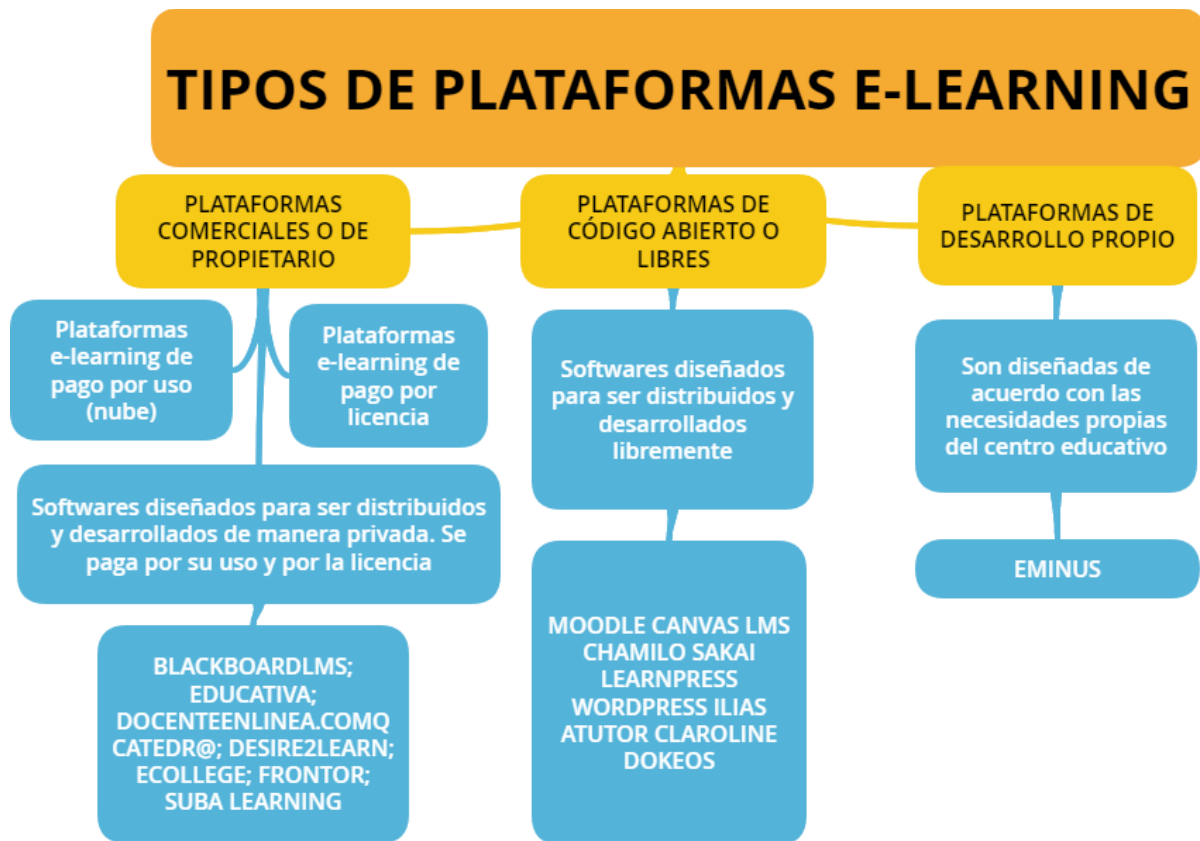 TIPOS DE PLATAFORMAS E-LEARNING
PLATAFORMAS
COMERCIALES O DE
PROPIETARIO
Plataformas
e-learning de
pago por uso
(nube)
Plataformas
e-learning de
pago por
licencia
Softwares diseñados para ser distribuidos
y desarrollados de manera privada. Se
paga por su uso y por la licencia
BLACKBOARDLMS;
EDUCATIVA;
DOCENTEENLINEA.COMQ
CATEDR@; DESIRE2LEARN;
ECOLLEGE; FRONTOR;
SUBA LEARNING
PLATAFORMAS DE
CÓDIGO ABIERTO O
LIBRES
Softwares diseñados
para ser distribuidos y
desarrollados
libremente
MOODLE CANVAS LMS
CHAMILO SAKAI
LEARNPRESS
WORDPRESS ILIAS
ATUTOR CLAROLINE
DOKEOS
PLATAFORMAS DE
DESARROLLO PROPIO
Son diseñadas de
acuerdo con las
necesidades propias
del centro educativo
EMINUS